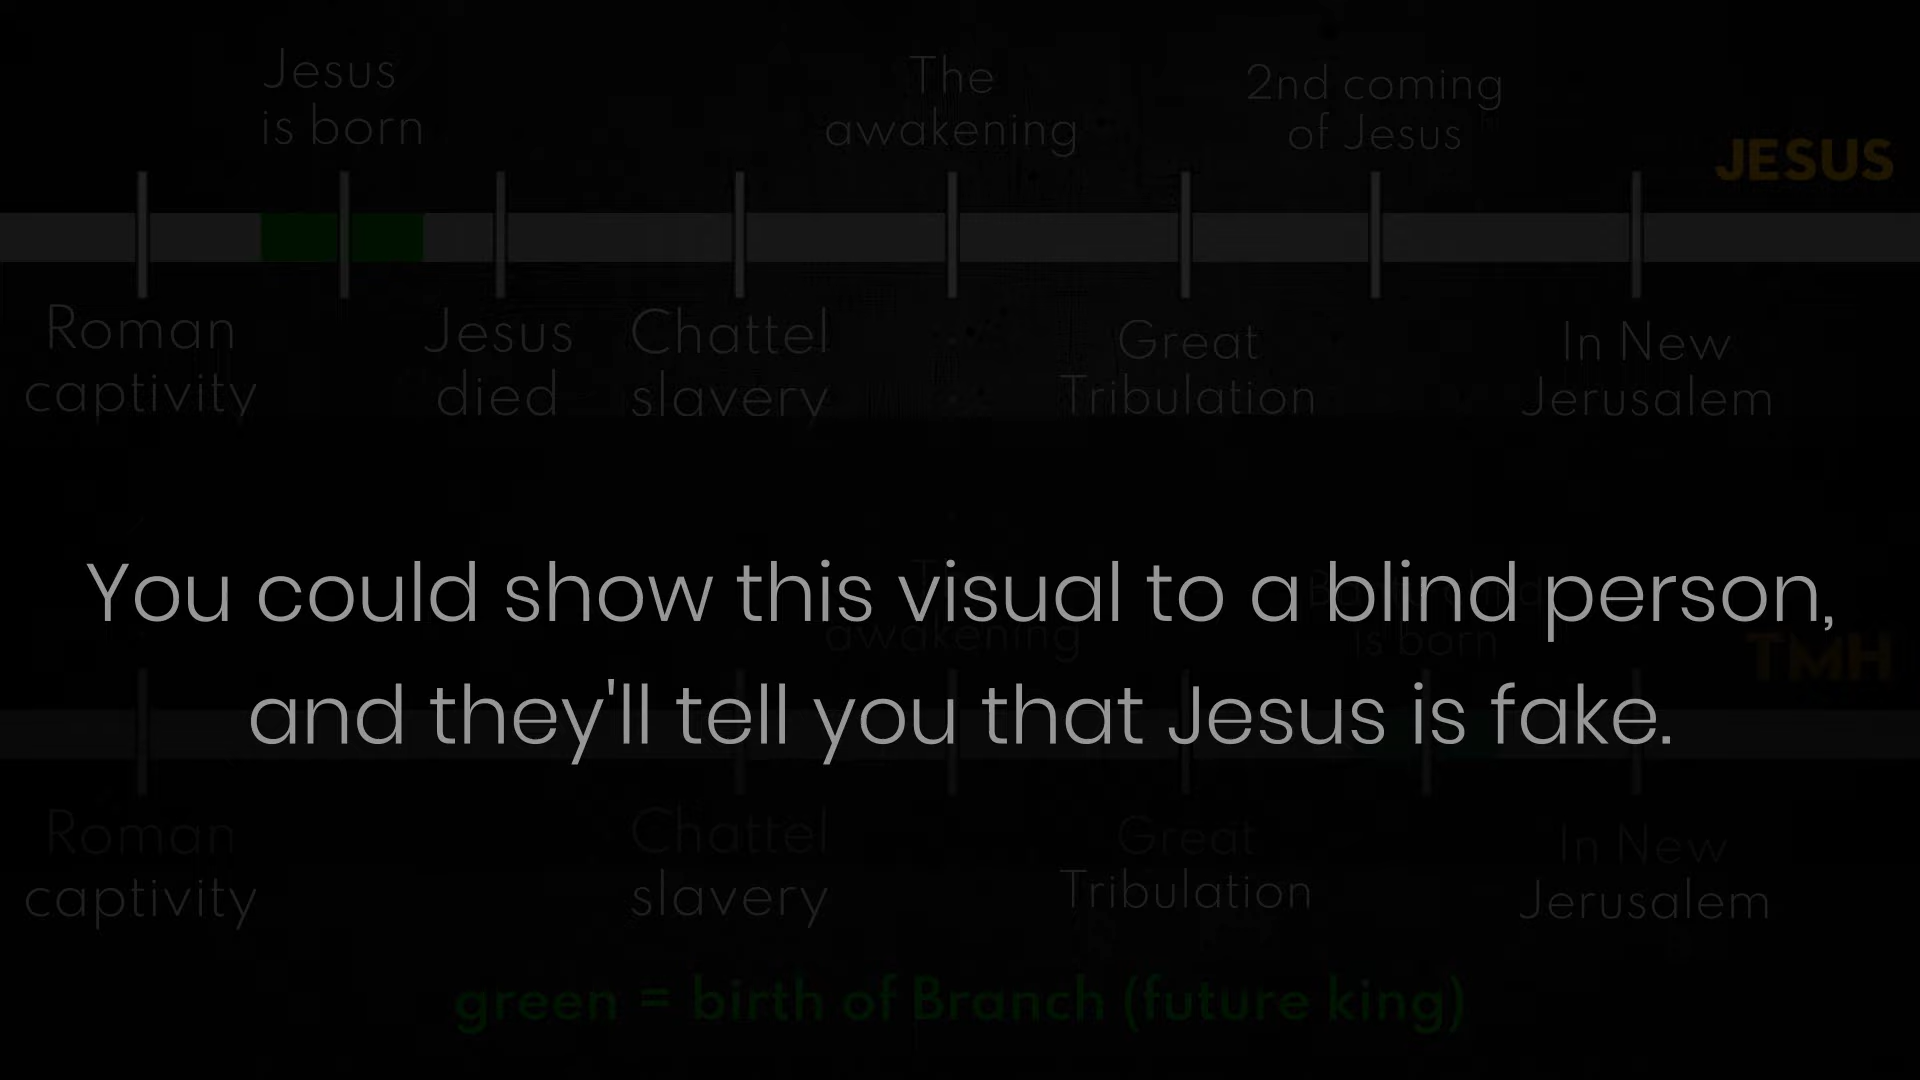 Jesus
is born
The
awakening
2nd coming
of Jesus
JESUS
Roman
captivity
Jesus
died
Chattel
slavery
Great
Tribulation
In New
Jerusalem
You could show this visual to a blind person,
and they'll tell you that Jesus is fake.
The
awakening
is born
TMH
Roman
captivity
Chattel
slavery
Great
Tribulation
In New
Jerusalem
green = birth of Branch (future king)